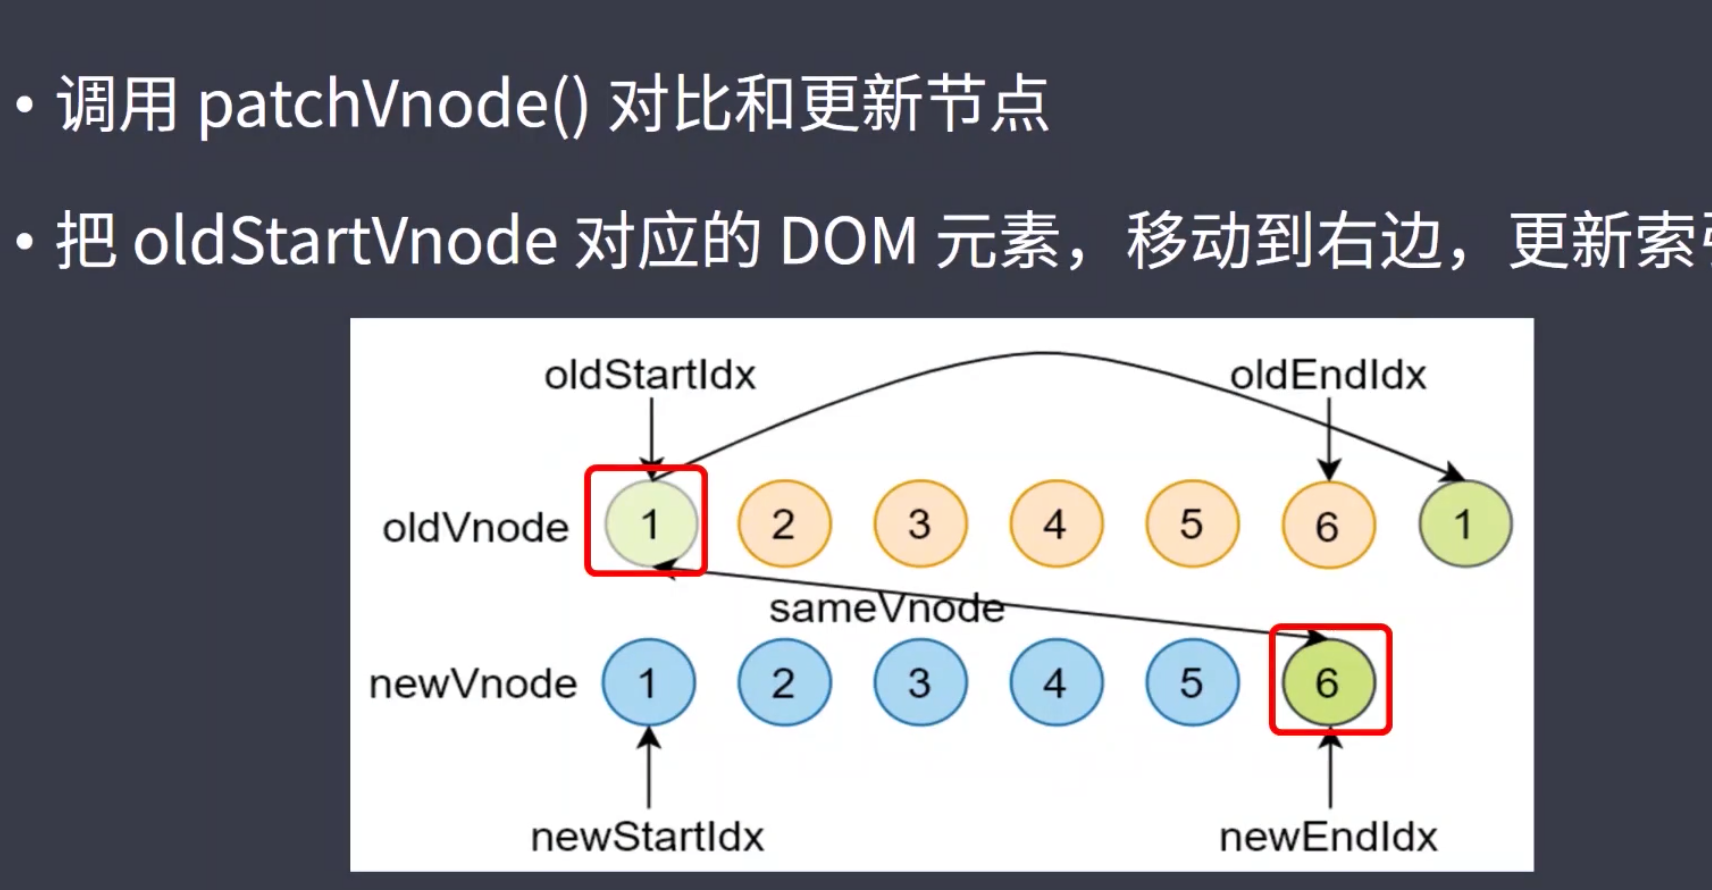 • 调用 patchVnode() 对比和更新节点
• 把 oldStartVnode 对应的 DOM 元素，移动到右边，更新索
oldStartIdx oldEndIdx
oldVnode 1 2 3 4 5 6 1
sameVnode
newVnode 1 2 3 4 5 6
newStartIdx newEndIdx